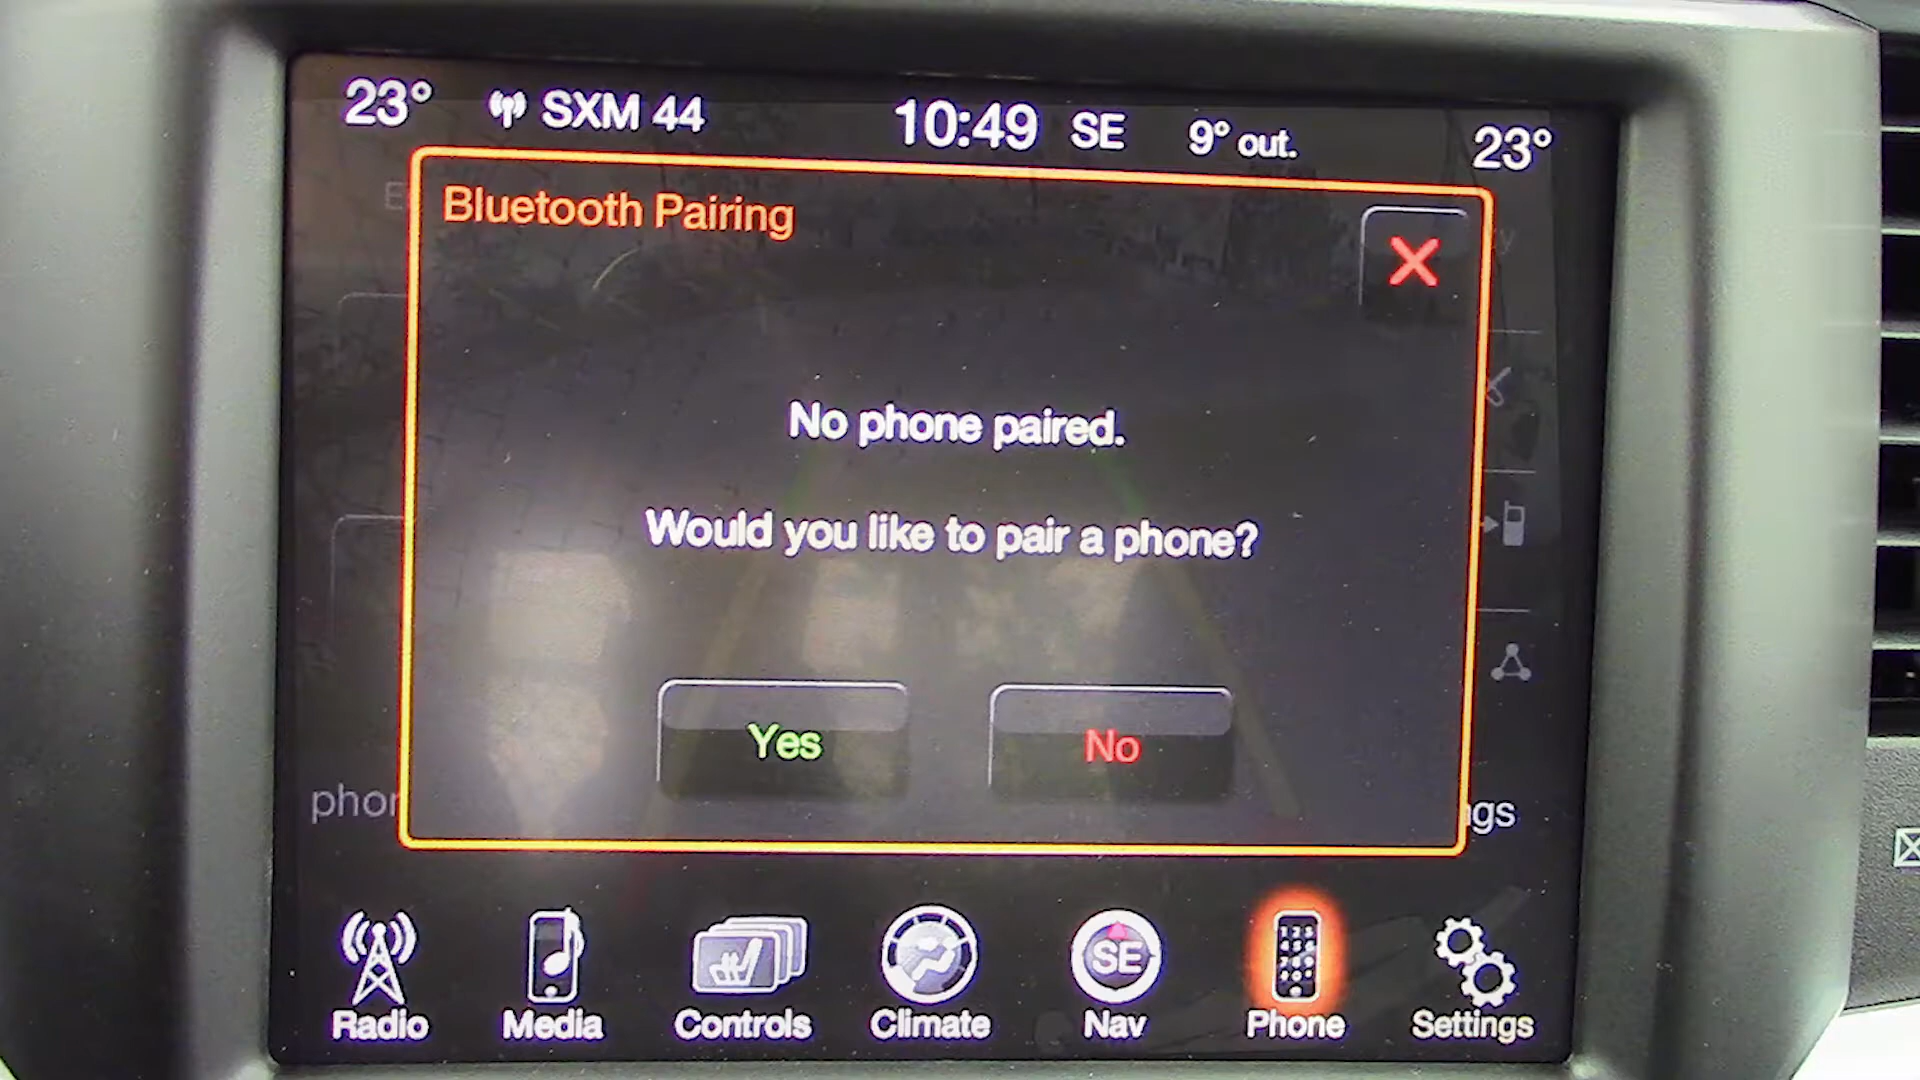 23° SXM 44 10:49 SE 9° out. 23°
Bluetooth Pairing
No phone paired.
Would you like to pair a phone?
Yes No
Radio Media Controls Climate SE Nav Phone Settings